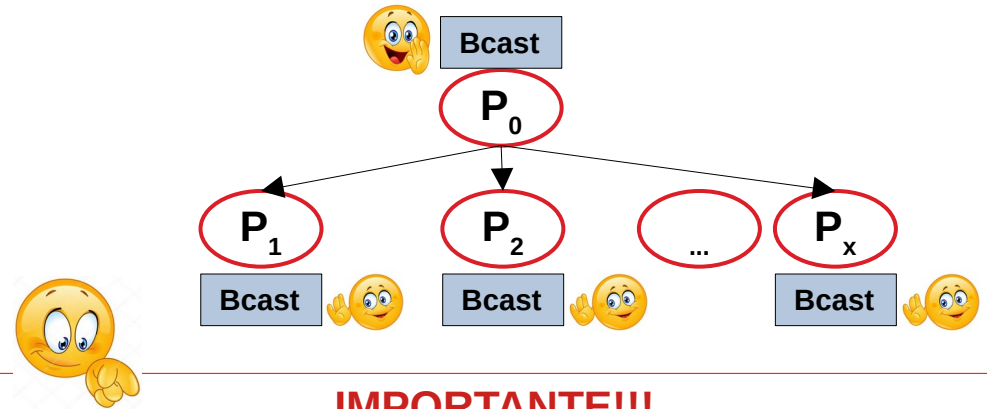 Bcast
P0
P1 P2 ... Px
Bcast Bcast Bcast
IMPORTANTE!!!